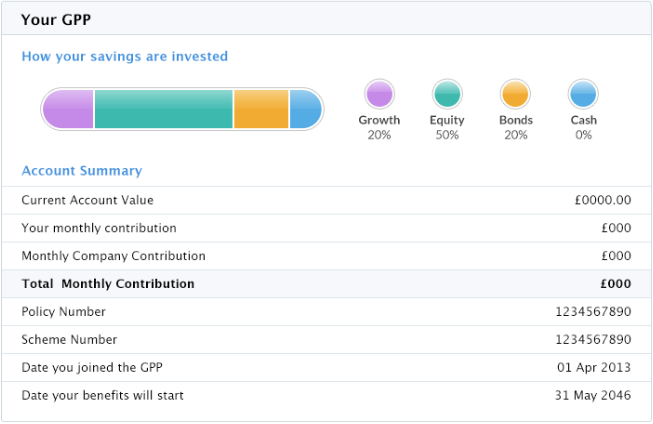 Your GPP
How your savings are invested
Growth Equity Bonds Cash
20% 50% 20% 0%
Account Summary
Current Account Value £0000.00
Your monthly contribution £000
Monthly Company Contribution £000
Total Monthly Contribution £000
Policy Number 1234567890
Scheme Number 1234567890
Date you joined the GPP 01 Apr 2013
Date your benefits will start 31 May 2046